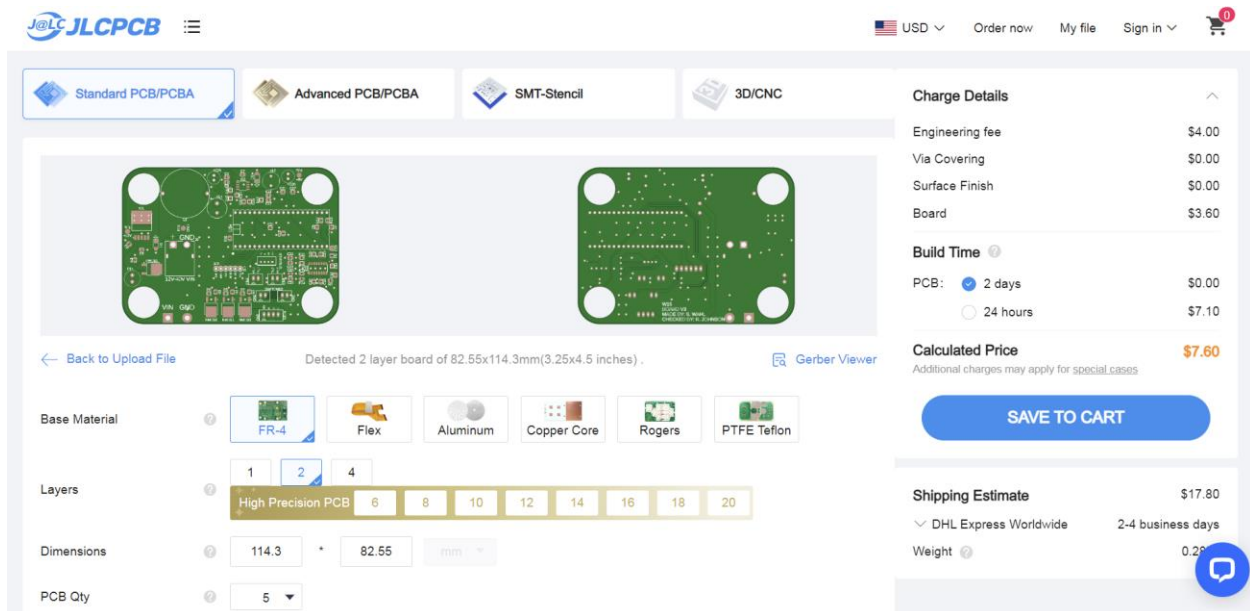 J@LC JLCPCB
USD
Order now
My file
Sign in
0
Standard PCB/PCBA
Advanced PCB/PCBA
SMT-Stencil
3D/CNC
GND
VIN GND
Back to Upload File
Detected 2 layer board of 82.55x114.3mm(3.25x4.5 inches) .
Gerber Viewer
Base Material
FR-4
Flex
Aluminum
Copper Core
Rogers
PTFE Teflon
Layers
1 2 4
High Precision PCB 6 8 10 12 14 16 18 20
Dimensions
114.3 * 82.55 mm
PCB Qty
5
Charge Details
Engineering fee $4.00
Via Covering $0.00
Surface Finish $0.00
Board $3.60
Build Time
PCB: 2 days $0.00
24 hours $7.10
Calculated Price $7.60
Additional charges may apply for special cases
SAVE TO CART
Shipping Estimate $17.80
DHL Express Worldwide 2-4 business days
Weight